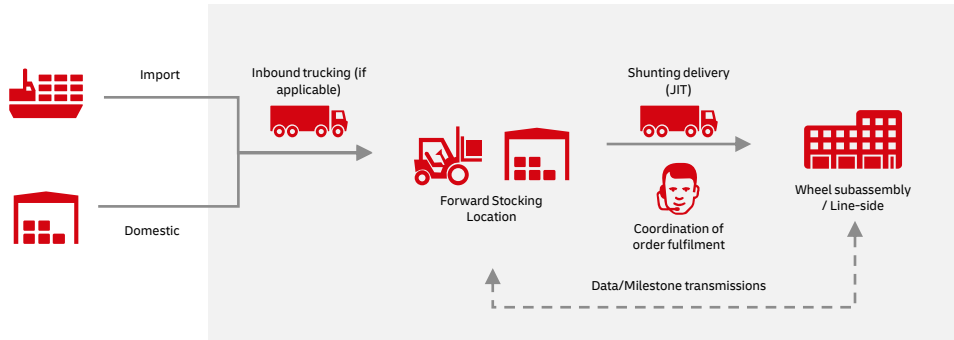 Import
Domestic
Inbound trucking (if
applicable)
Forward Stocking
Location
Shunting delivery
(JIT)
Coordination of
order fulfilment
Wheel subassembly
/ Line-side
Data/Milestone transmissions